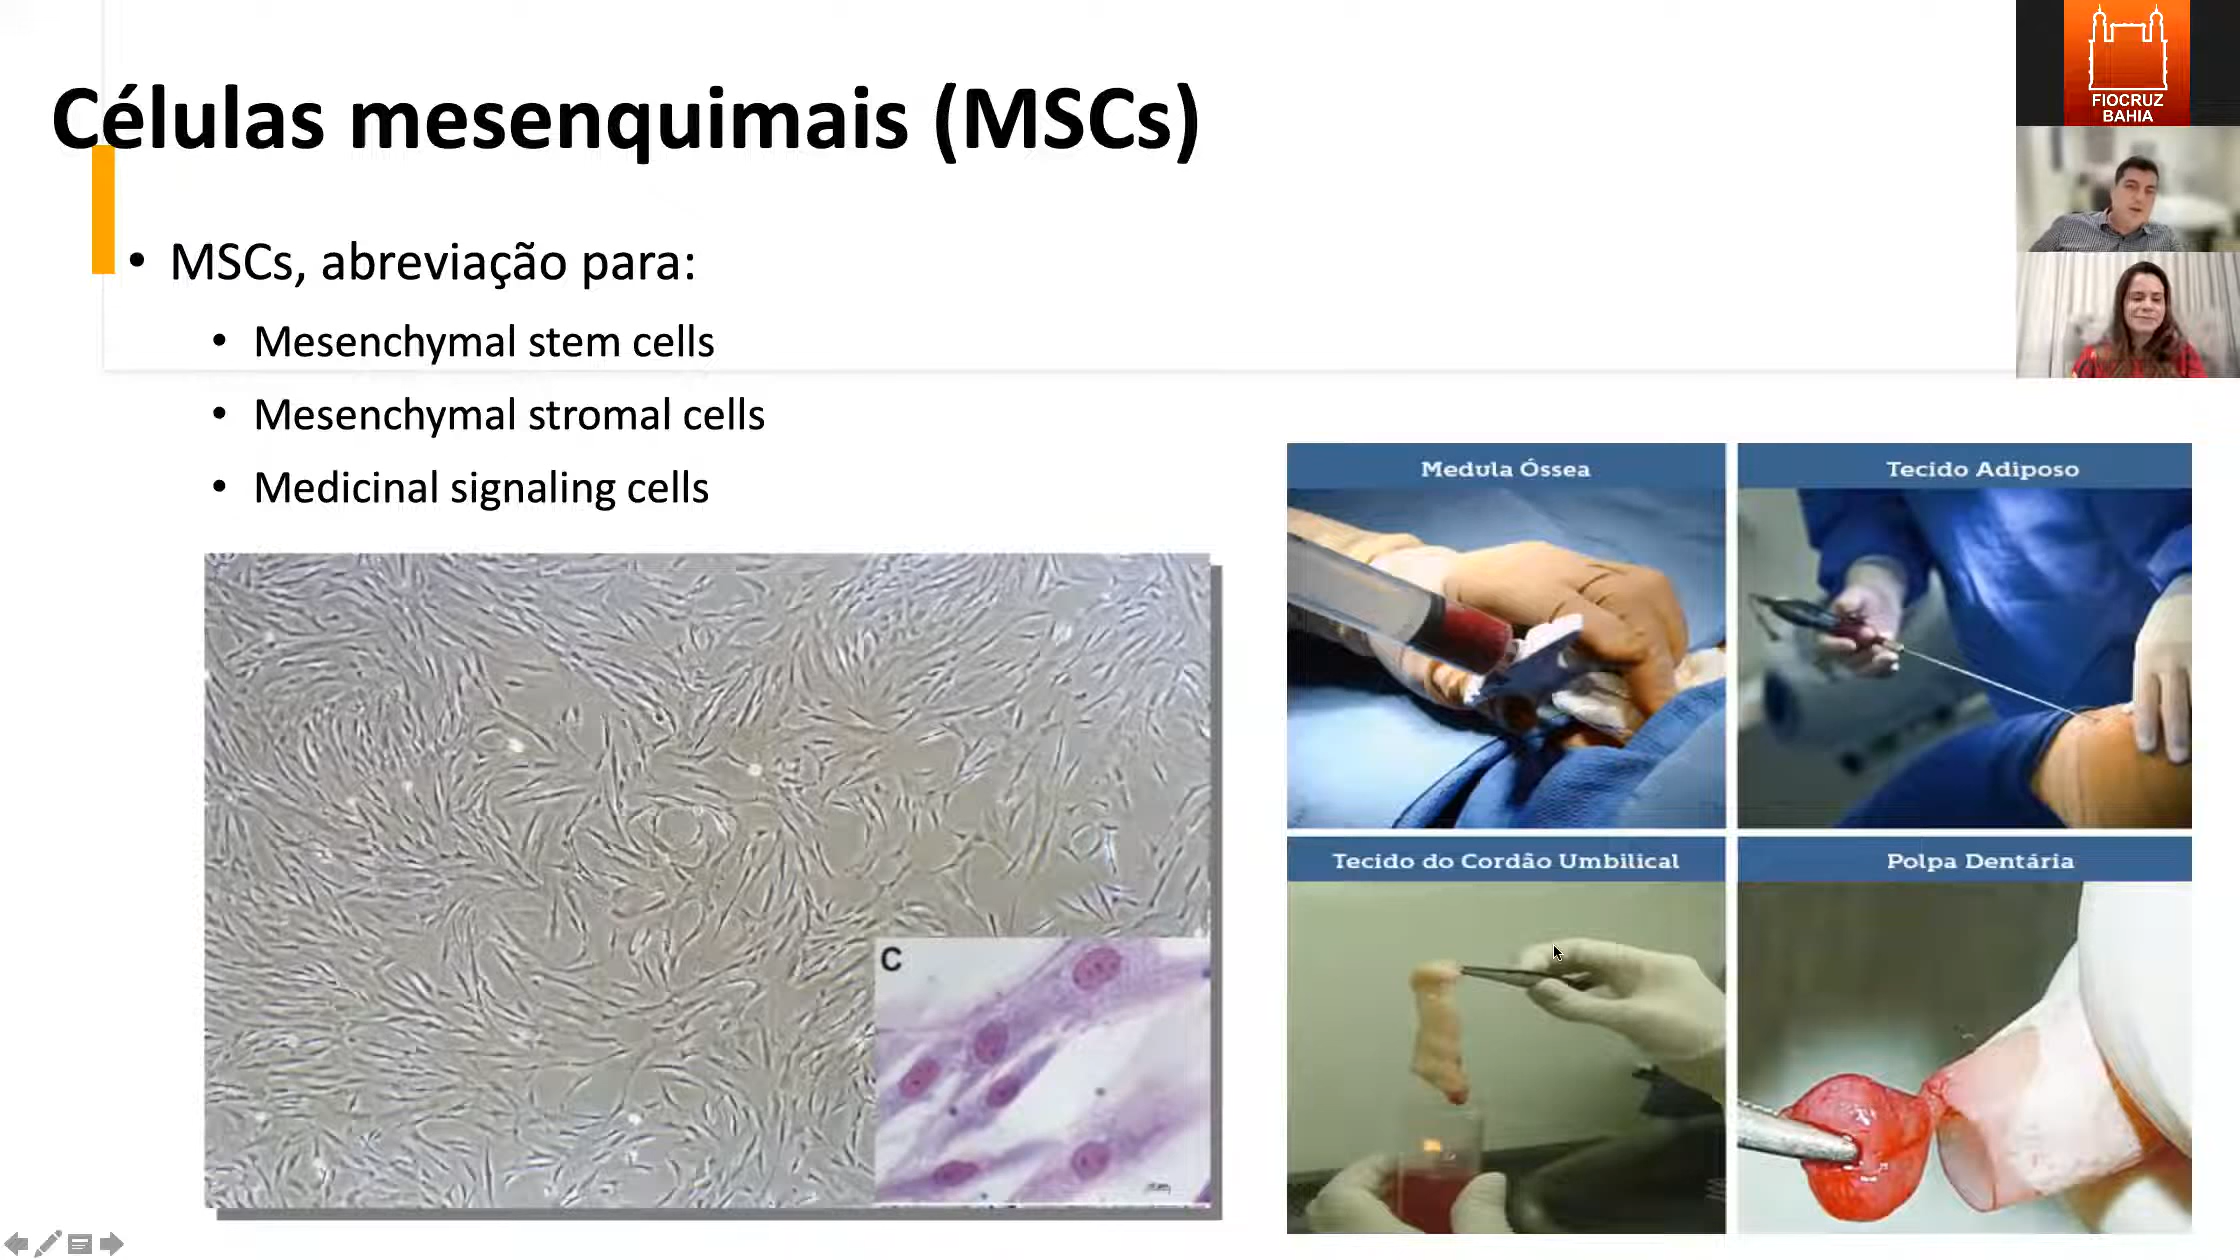 Células mesenquimais (MSCs)
• MSCs, abreviação para:
• Mesenchymal stem cells
• Mesenchymal stromal cells
• Medicinal signaling cells
C
Medula Óssea
Tecido Adiposo
Tecido do Cordão Umbilical
Polpa Dentária
FIOCRUZ
BAHIA